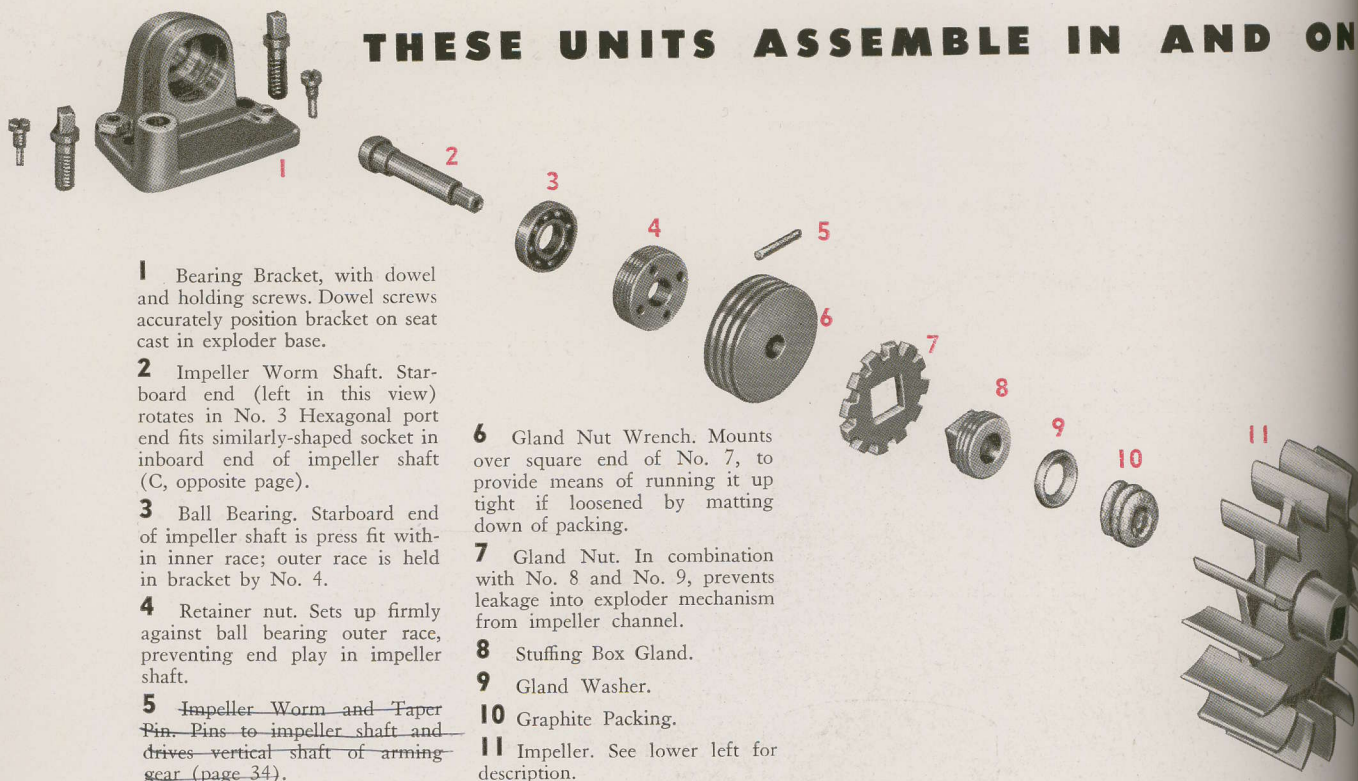 THESE UNITS ASSEMBLE IN AND ON
1
2
3
4
5
6
7
8
9
10
11
1 Bearing Bracket, with dowel
and holding screws. Dowel screws
accurately position bracket on seat
cast in exploder base.
2 Impeller Worm Shaft. Star-
board end (left in this view)
rotates in No. 3 Hexagonal port
end fits similarly-shaped socket in
inboard end of impeller shaft
(C, opposite page).
3 Ball Bearing. Starboard end
of impeller shaft is press fit with-
in inner race; outer race is held
in bracket by No. 4.
4 Retainer nut. Sets up firmly
against ball bearing outer race,
preventing end play in impeller
shaft.
5 Impeller Worm and Taper
Pin. Pins to impeller shaft and
drives vertical shaft of arming
gear (page 34).
6 Gland Nut Wrench. Mounts
over square end of No. 7, to
provide means of running it up
tight if loosened by matting
down of packing.
7 Gland Nut. In combination
with No. 8 and No. 9, prevents
leakage into exploder mechanism
from impeller channel.
8 Stuffing Box Gland.
9 Gland Washer.
10 Graphite Packing.
11 Impeller. See lower left for
description.